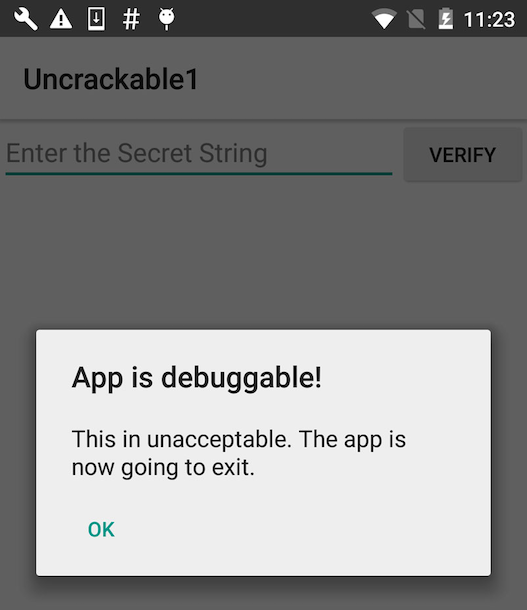 11:23
Uncrackable1
Enter the Secret String
VERIFY
App is debuggable!
This in unacceptable. The app is
now going to exit.
OK